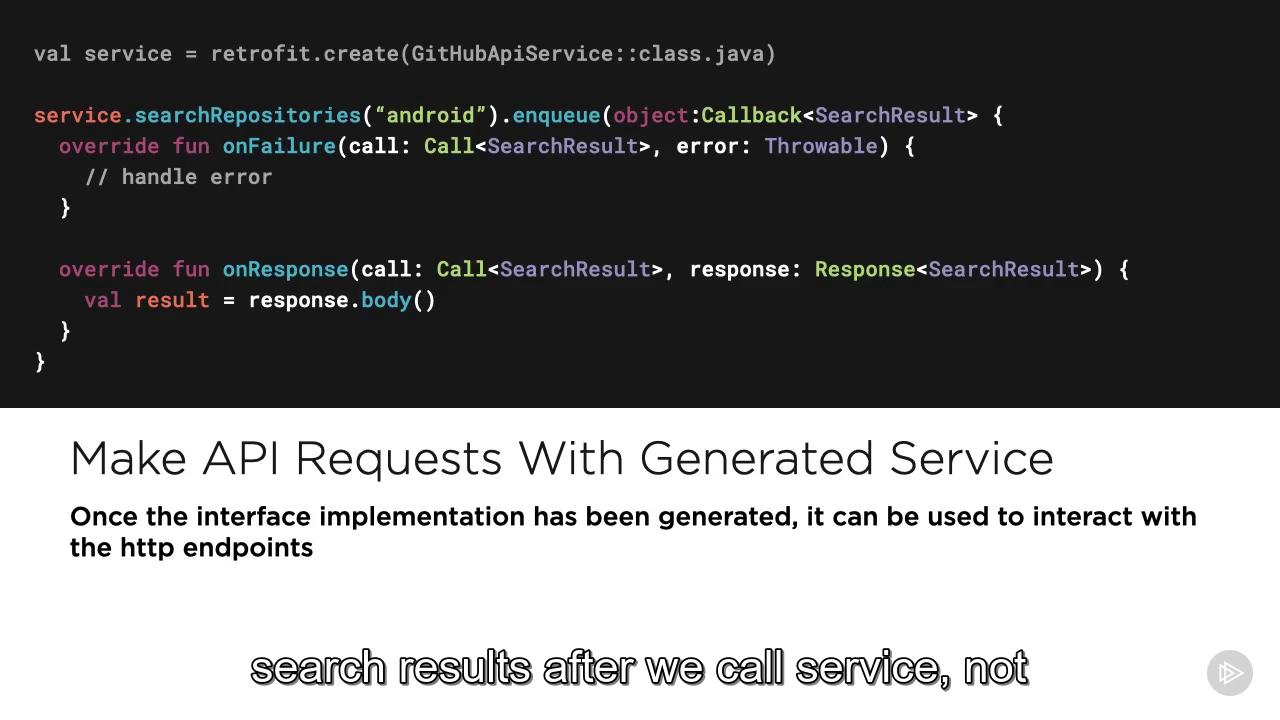 val service = retrofit.create(GitHubApiService::class.java)
service.searchRepositories(“android”).enqueue(object:Callback<SearchResult> {
override fun onFailure(call: Call<SearchResult>, error: Throwable) {
// handle error
}
override fun onResponse(call: Call<SearchResult>, response: Response<SearchResult>) {
val result = response.body()
}
}
Make API Requests With Generated Service
Once the interface implementation has been generated, it can be used to interact with
the http endpoints
search results after we call service, not